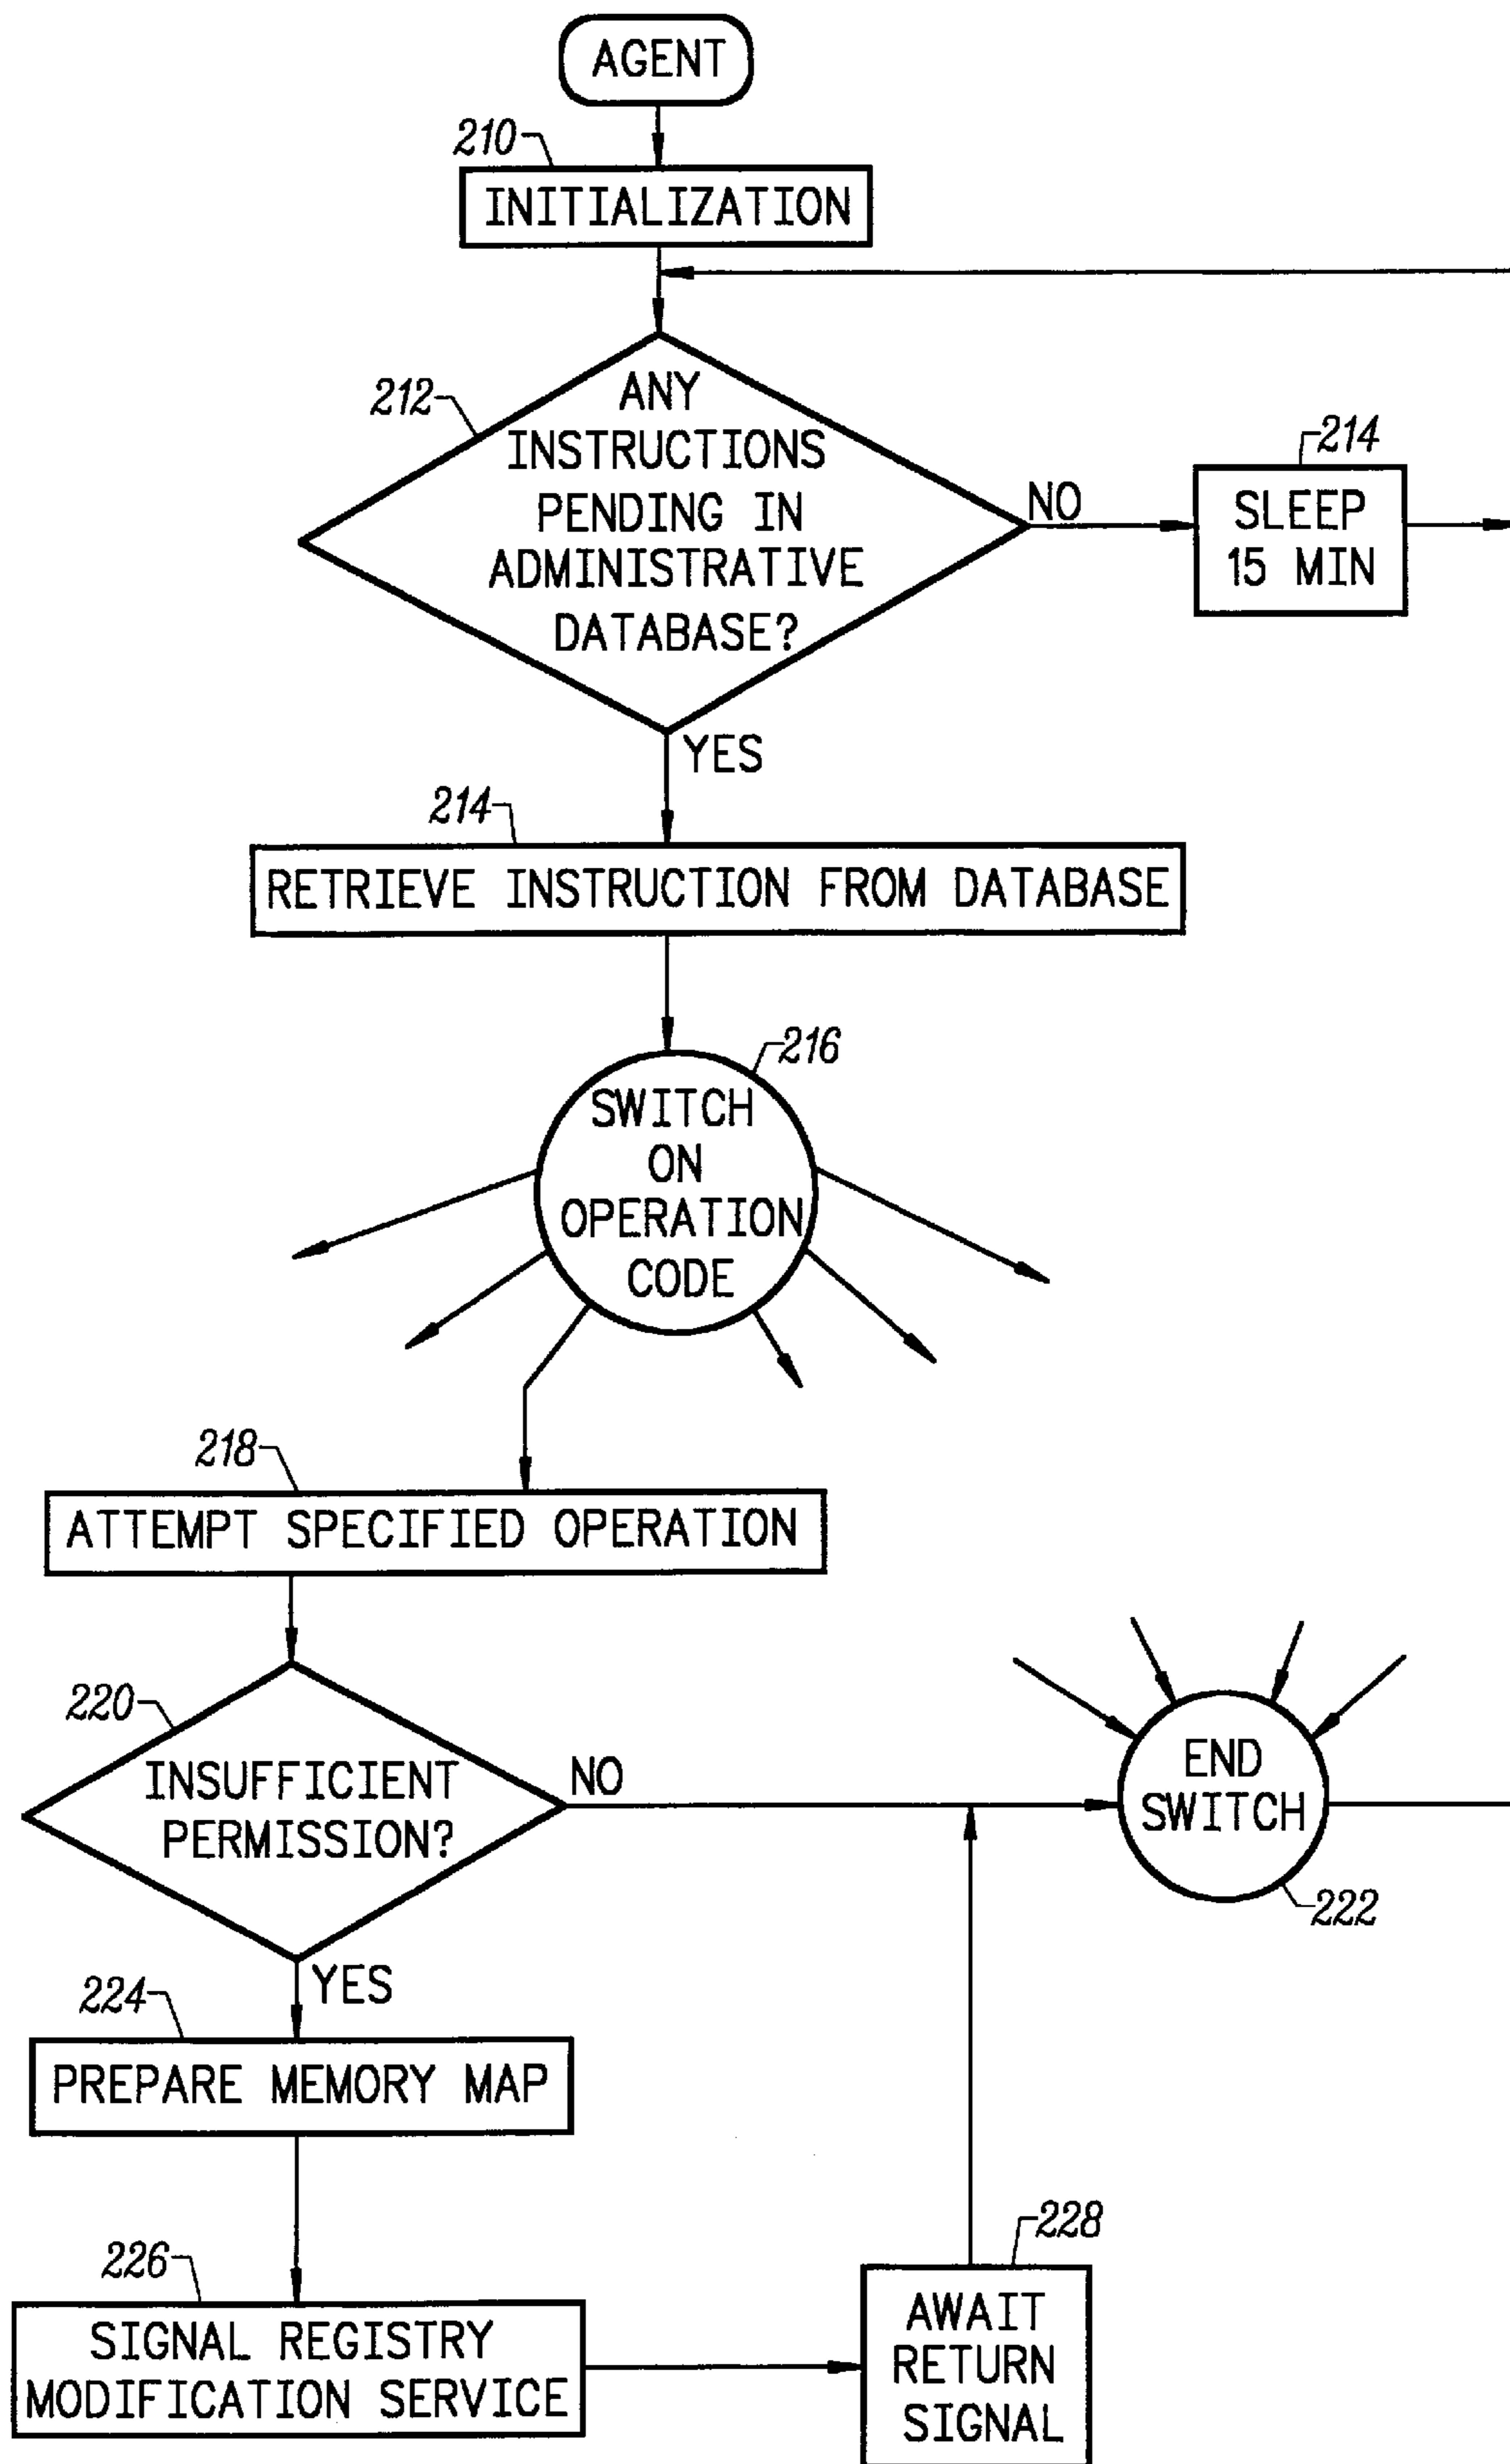 AGENT
210
INITIALIZATION
212
ANY
INSTRUCTIONS
PENDING IN
ADMINISTRATIVE
DATABASE?
NO
214
SLEEP
15 MIN
YES
214
RETRIEVE INSTRUCTION FROM DATABASE
216
SWITCH
ON
OPERATION
CODE
218
ATTEMPT SPECIFIED OPERATION
220
INSUFFICIENT
PERMISSION?
NO
END
SWITCH
222
YES
224
PREPARE MEMORY MAP
226
SIGNAL REGISTRY
MODIFICATION SERVICE
228
AWAIT
RETURN
SIGNAL